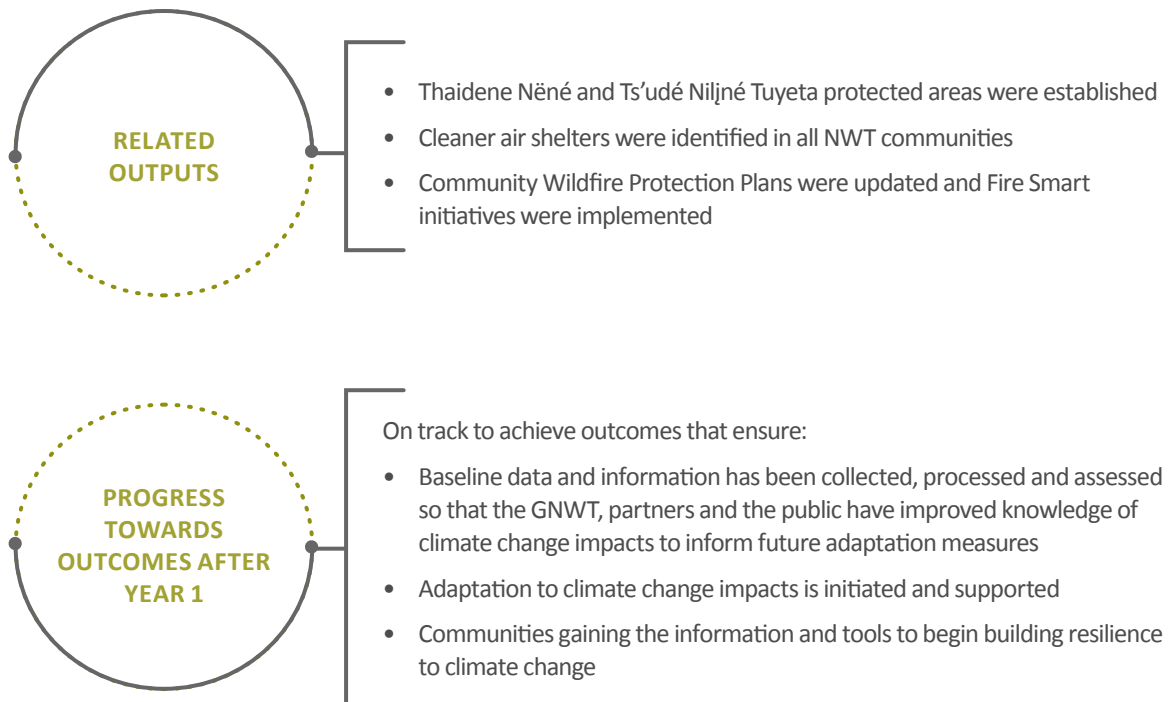 RELATED
OUTPUTS
• Thaidene Nëné and Ts'udé Nilįné Tuyeta protected areas were established
• Cleaner air shelters were identified in all NWT communities
• Community Wildfire Protection Plans were updated and Fire Smart
initiatives were implemented
PROGRESS
TOWARDS
OUTCOMES AFTER
YEAR 1
On track to achieve outcomes that ensure:
• Baseline data and information has been collected, processed and assessed
so that the GNWT, partners and the public have improved knowledge of
climate change impacts to inform future adaptation measures
• Adaptation to climate change impacts is initiated and supported
• Communities gaining the information and tools to begin building resilience
to climate change